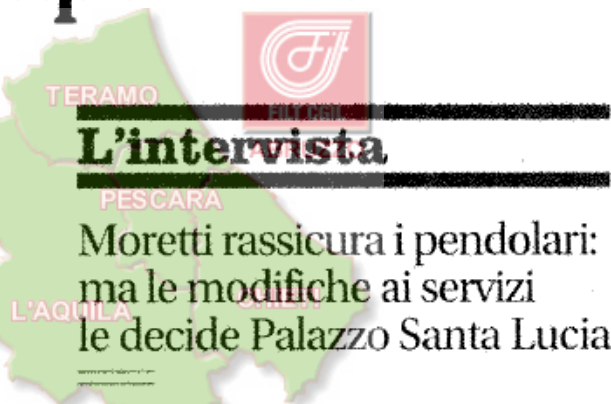 TERAMO
FILT CGIL
L'intervista
ABRUZZO
PESCARA
Moretti rassicura i pendolari:
ma le modifiche ai servizi
L'AQUILA
CHIETI
le decide Palazzo Santa Lucia